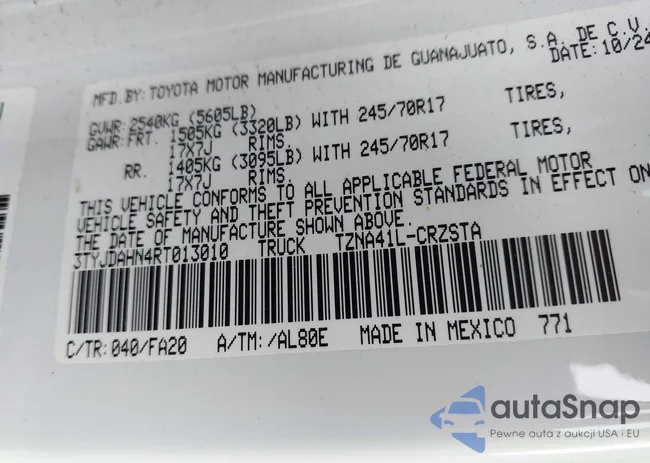 MFD.BY:TOYOTA MOTOR MANUFACTURING DE GUANAJUATO, S.A. DE C.V.
DATE:10/24
GVWR:2540KG (5605LB)
GAWR:FRT. 1505KG (3320LB) WITH 245/70R17 TIRES,
17X7J RIMS.
RR. 1405KG (3095LB) WITH 245/70R17 TIRES,
17X7J RIMS.
THIS VEHICLE CONFORMS TO ALL APPLICABLE FEDERAL MOTOR
VEHICLE SAFETY AND THEFT PREVENTION STANDARDS IN EFFECT ON
THE DATE OF MANUFACTURE SHOWN ABOVE.
3TYJDAHN4RT013010 TRUCK TZNA41L-CRZSTA
C/TR:040/FA20 A/TM:/AL80E MADE IN MEXICO 771
autaSnap
Pewne auta z aukcji USA i EU